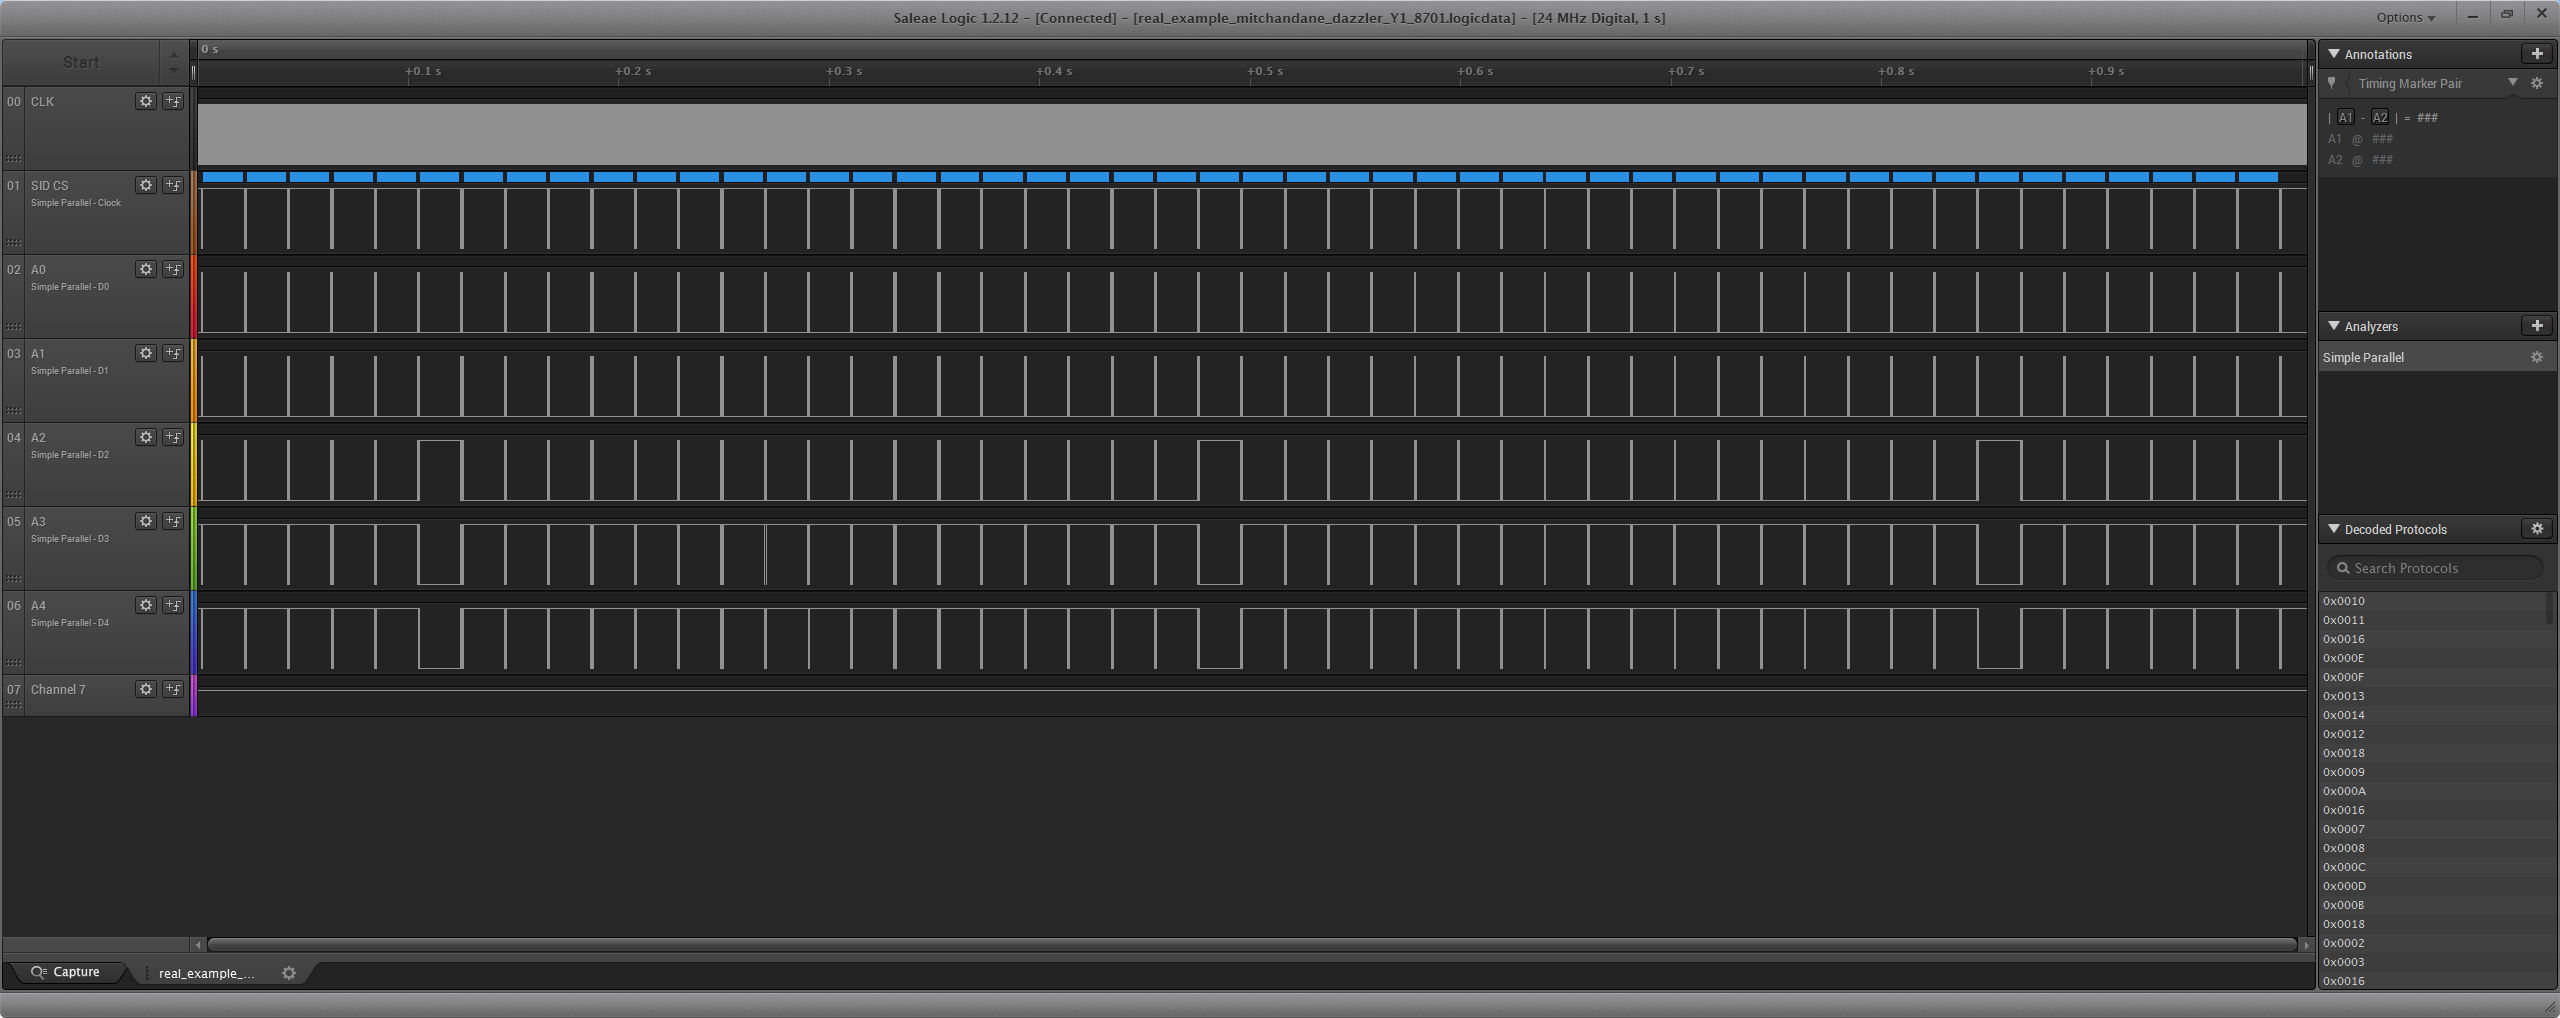 Saleae Logic 1.2.12 - [Connected] - [real_example_mitchandane_dazzler_Y1_8701.logicdata] - [24 MHz Digital, 1 s]
Options
Start
0 s
+0.1 s +0.2 s +0.3 s +0.4 s +0.5 s +0.6 s +0.7 s +0.8 s +0.9 s
00 CLK
01 SID CS
Simple Parallel - Clock
02 A0
Simple Parallel - D0
03 A1
Simple Parallel - D1
04 A2
Simple Parallel - D2
05 A3
Simple Parallel - D3
06 A4
Simple Parallel - D4
07 Channel 7
Capture
real_example_...
Annotations
Timing Marker Pair
| A1 - A2 | = ###
A1 @ ###
A2 @ ###
Analyzers
Simple Parallel
Decoded Protocols
Search Protocols
0x0010
0x0011
0x0016
0x000E
0x000F
0x0013
0x0014
0x0012
0x0018
0x0009
0x000A
0x0016
0x0007
0x0008
0x000C
0x000D
0x000B
0x0018
0x0002
0x0003
0x0016